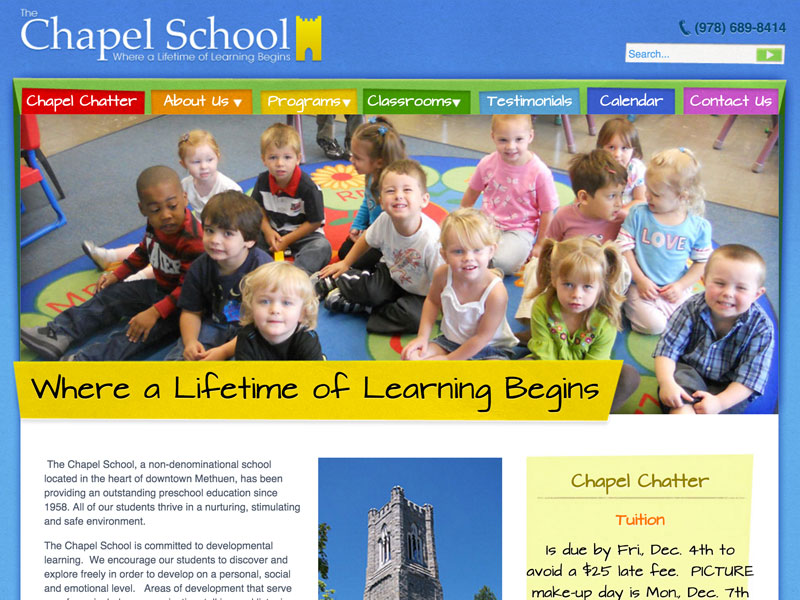 The
Chapel School
Where a Lifetime of Learning Begins
(978) 689-8414
Search...
Chapel Chatter
About Us
Programs
Classrooms
Testimonials
Calendar
Contact Us
Where a Lifetime of Learning Begins
The Chapel School, a non-denominational school
located in the heart of downtown Methuen, has been
providing an outstanding preschool education since
1958. All of our students thrive in a nurturing, stimulating
and safe environment.
The Chapel School is committed to developmental
learning. We encourage our students to discover and
explore freely in order to develop on a personal, social
and emotional level. Areas of development that serve
Chapel Chatter
Tuition
Is due by Fri, Dec. 4th to
avoid a $25 late fee. PICTURE
make-up day is Mon, Dec. 7th